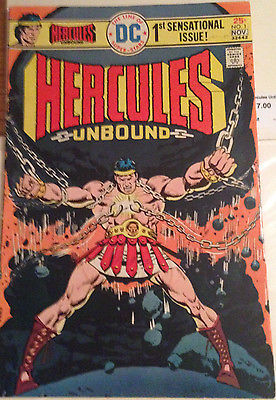 HERCULES
UNBOUND
THE LINE OF
DC
SUPER-STARS
1st SENSATIONAL
ISSUE!
25¢
NO. 1
NOV.
33442
HERCULES
UNBOUND
7.00